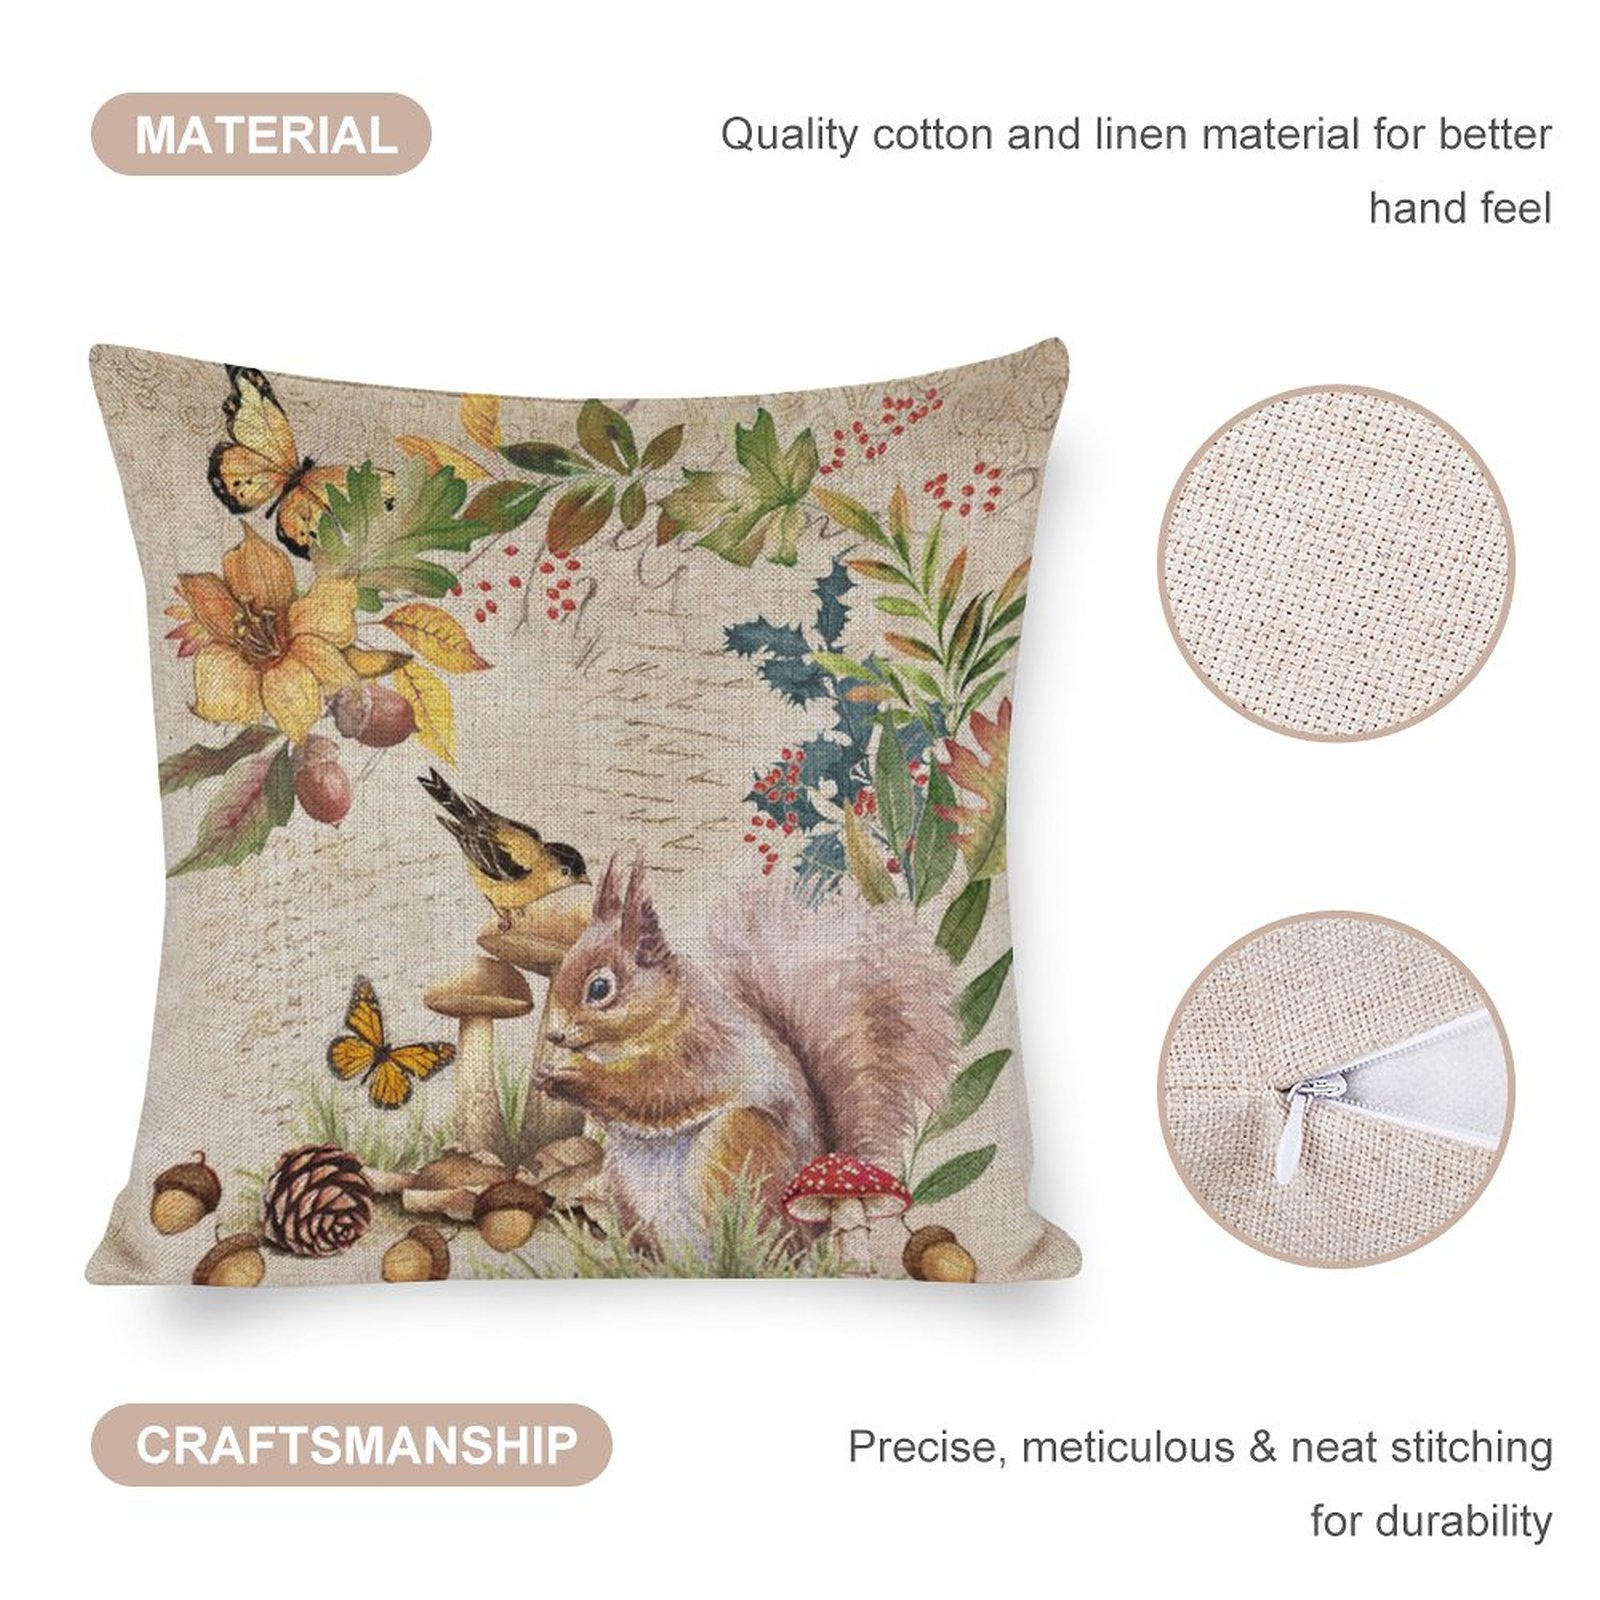 MATERIAL
Quality cotton and linen material for better
hand feel
CRAFTSMANSHIP
Precise, meticulous & neat stitching
for durability